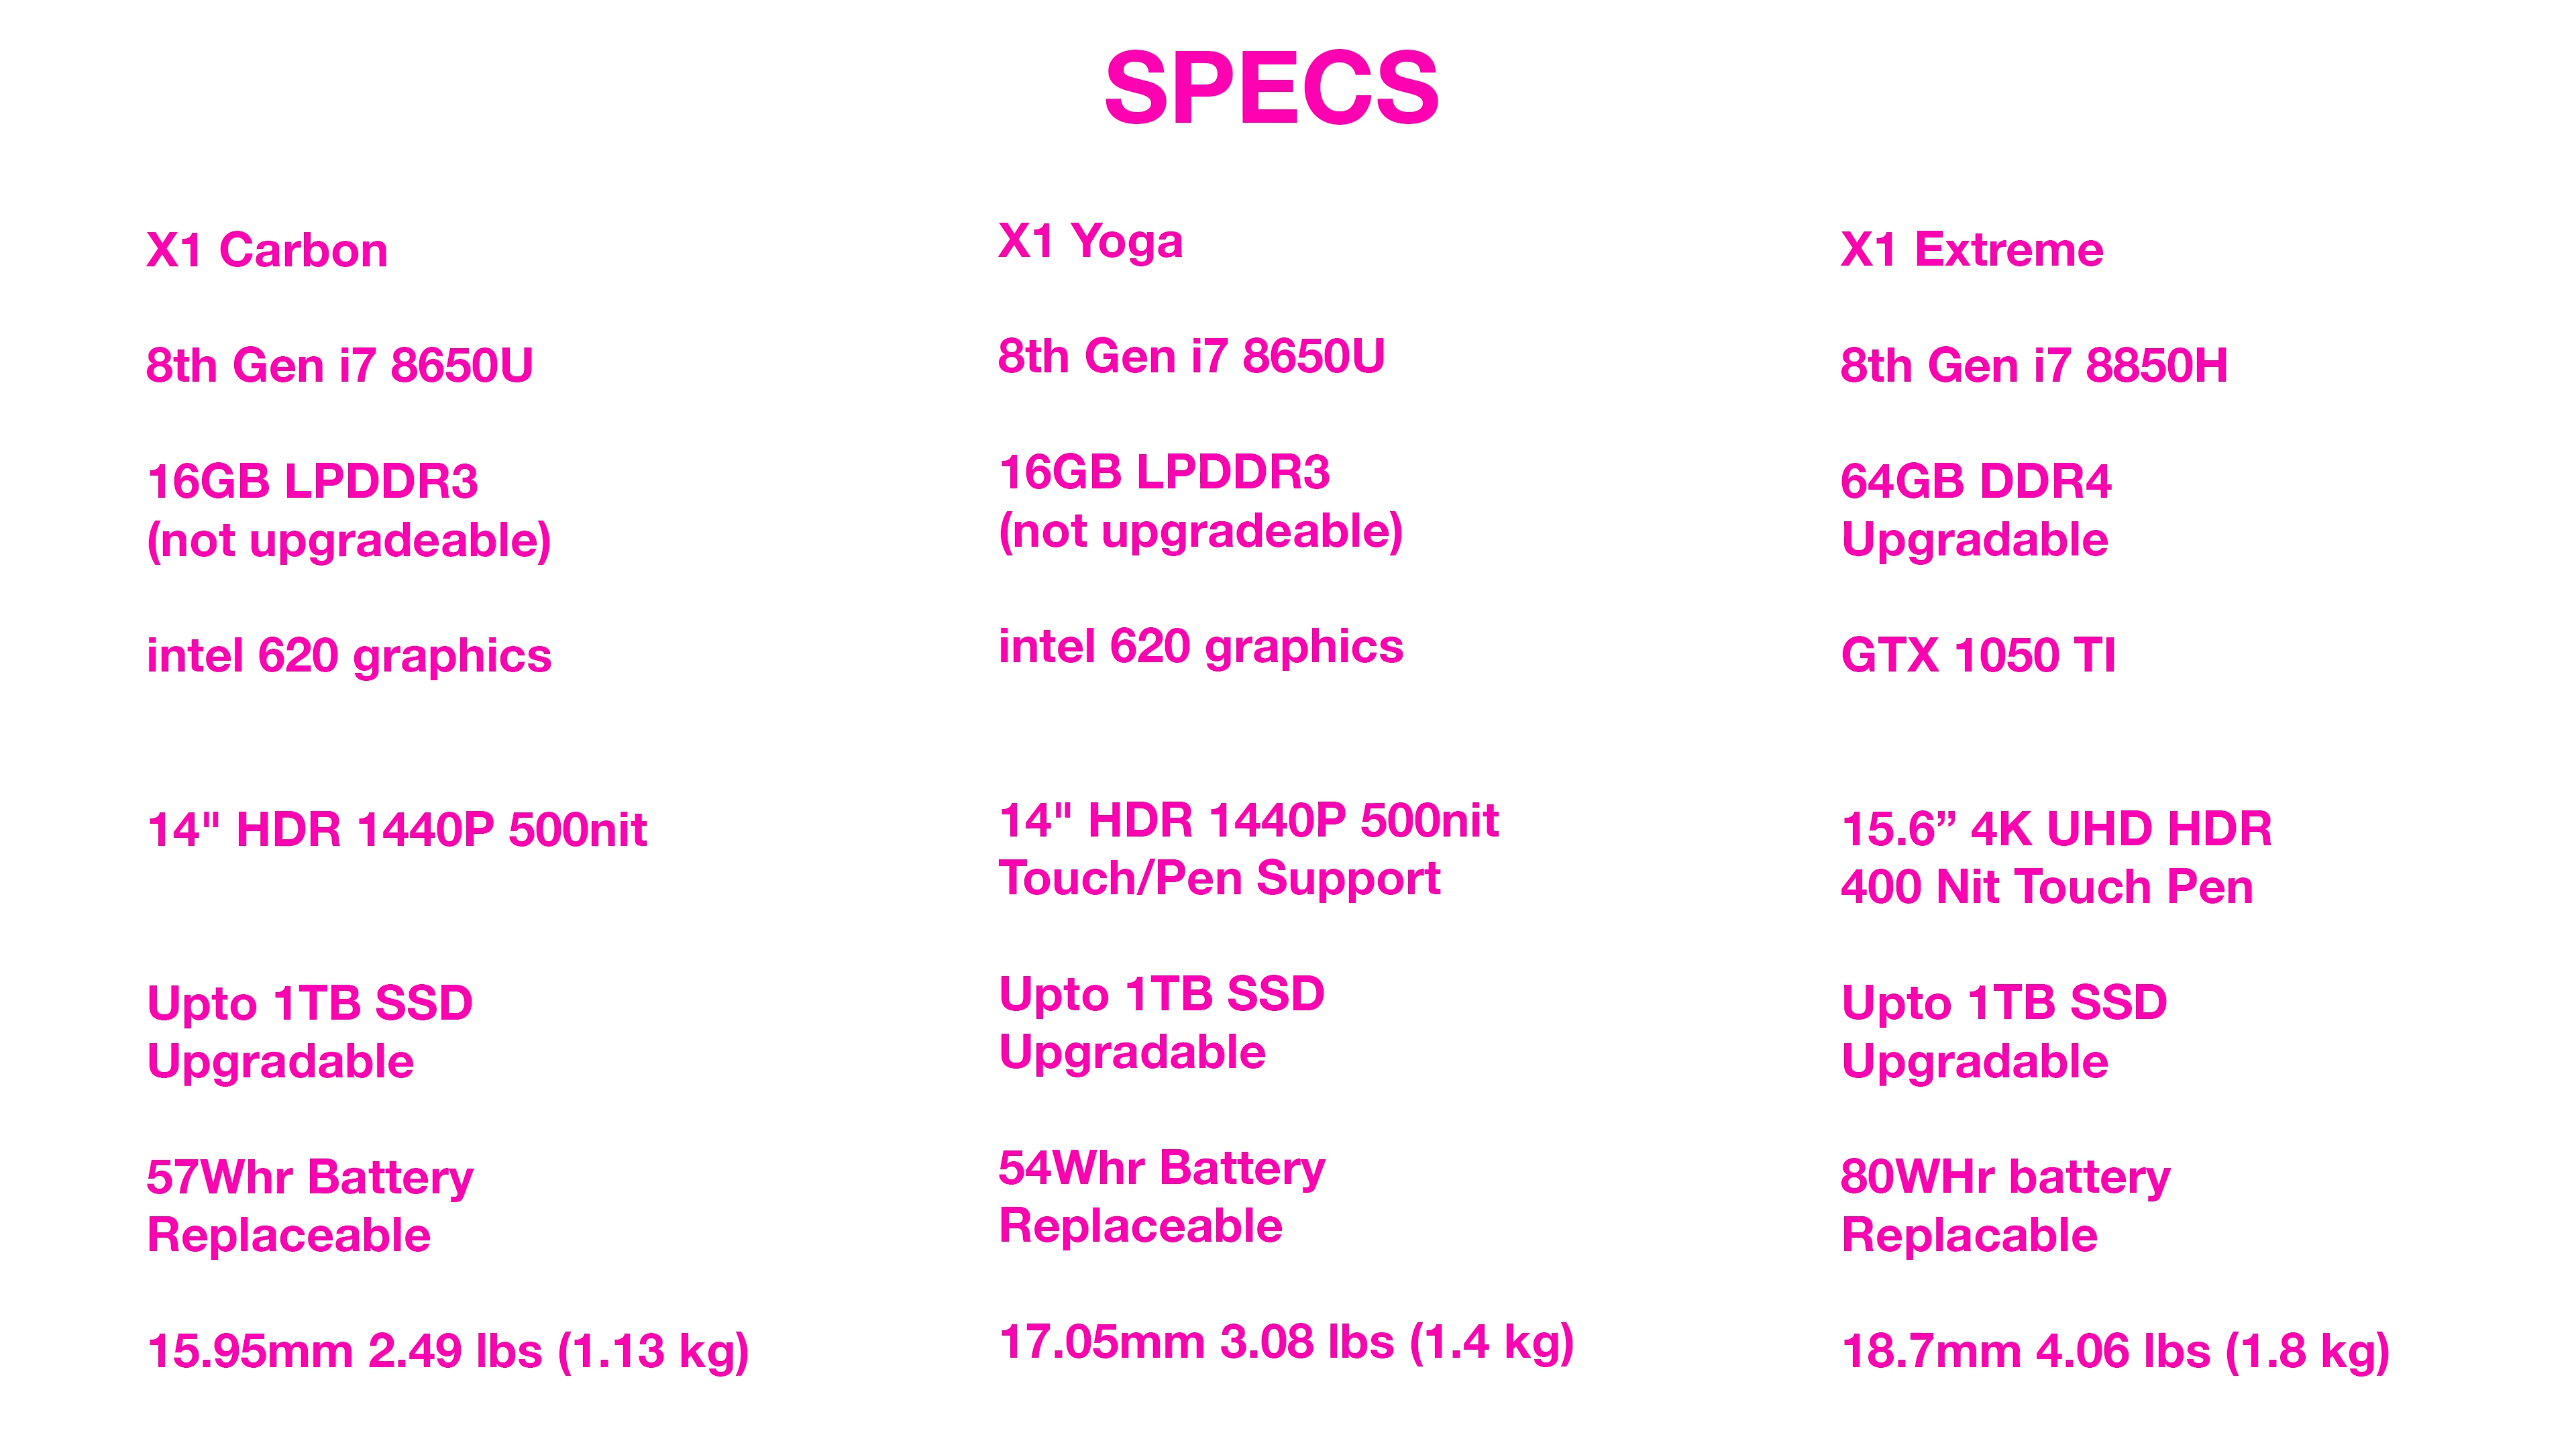 SPECS
X1 Carbon
8th Gen i7 8650U
16GB LPDDR3
(not upgradeable)
intel 620 graphics
14" HDR 1440P 500nit
Upto 1TB SSD
Upgradable
57Whr Battery
Replaceable
15.95mm 2.49 lbs (1.13 kg)
X1 Yoga
8th Gen i7 8650U
16GB LPDDR3
(not upgradeable)
intel 620 graphics
14" HDR 1440P 500nit
Touch/Pen Support
Upto 1TB SSD
Upgradable
54Whr Battery
Replaceable
17.05mm 3.08 lbs (1.4 kg)
X1 Extreme
8th Gen i7 8850H
64GB DDR4
Upgradable
GTX 1050 TI
15.6” 4K UHD HDR
400 Nit Touch Pen
Upto 1TB SSD
Upgradable
80WHr battery
Replacable
18.7mm 4.06 lbs (1.8 kg)